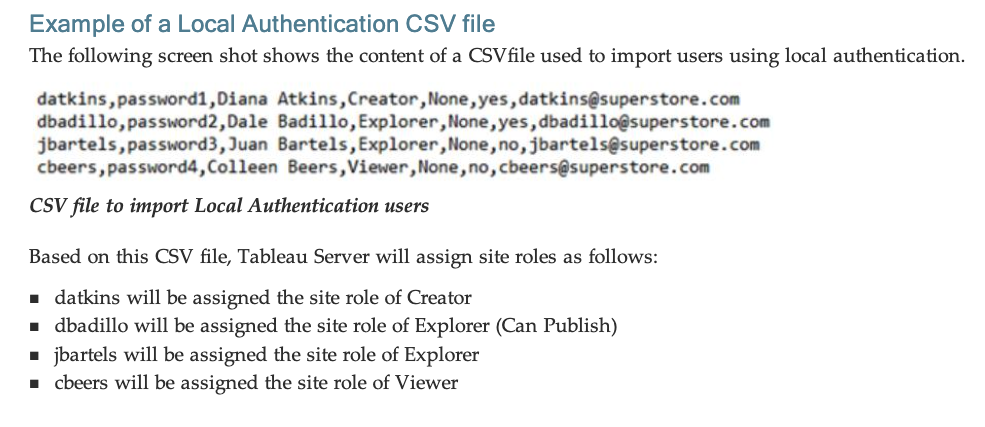 Example of a Local Authentication CSV file
The following screen shot shows the content of a CSVfile used to import users using local authentication.
datkins,password1,Diana Atkins,Creator,None,yes,datkins@superstore.com
dbadillo,password2,Dale Badillo,Explorer,None,yes,dbadillo@superstore.com
jbartels,password3,Juan Bartels,Explorer,None,no,jbartels@superstore.com
cbeers,password4,Colleen Beers,Viewer,None,no,cbeers@superstore.com
CSV file to import Local Authentication users
Based on this CSV file, Tableau Server will assign site roles as follows:
▪ datkins will be assigned the site role of Creator
▪ dbadillo will be assigned the site role of Explorer (Can Publish)
▪ jbartels will be assigned the site role of Explorer
▪ cbeers will be assigned the site role of Viewer